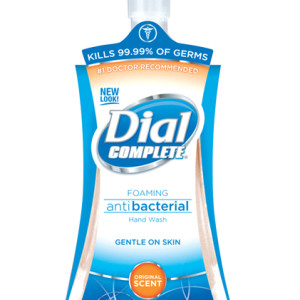 KILLS 99.99% OF GERMS
#1 DOCTOR RECOMMENDED
NEW
LOOK!
Dial
COMPLETE®
FOAMING
antibacterial
Hand Wash
GENTLE ON SKIN
ORIGINAL
SCENT